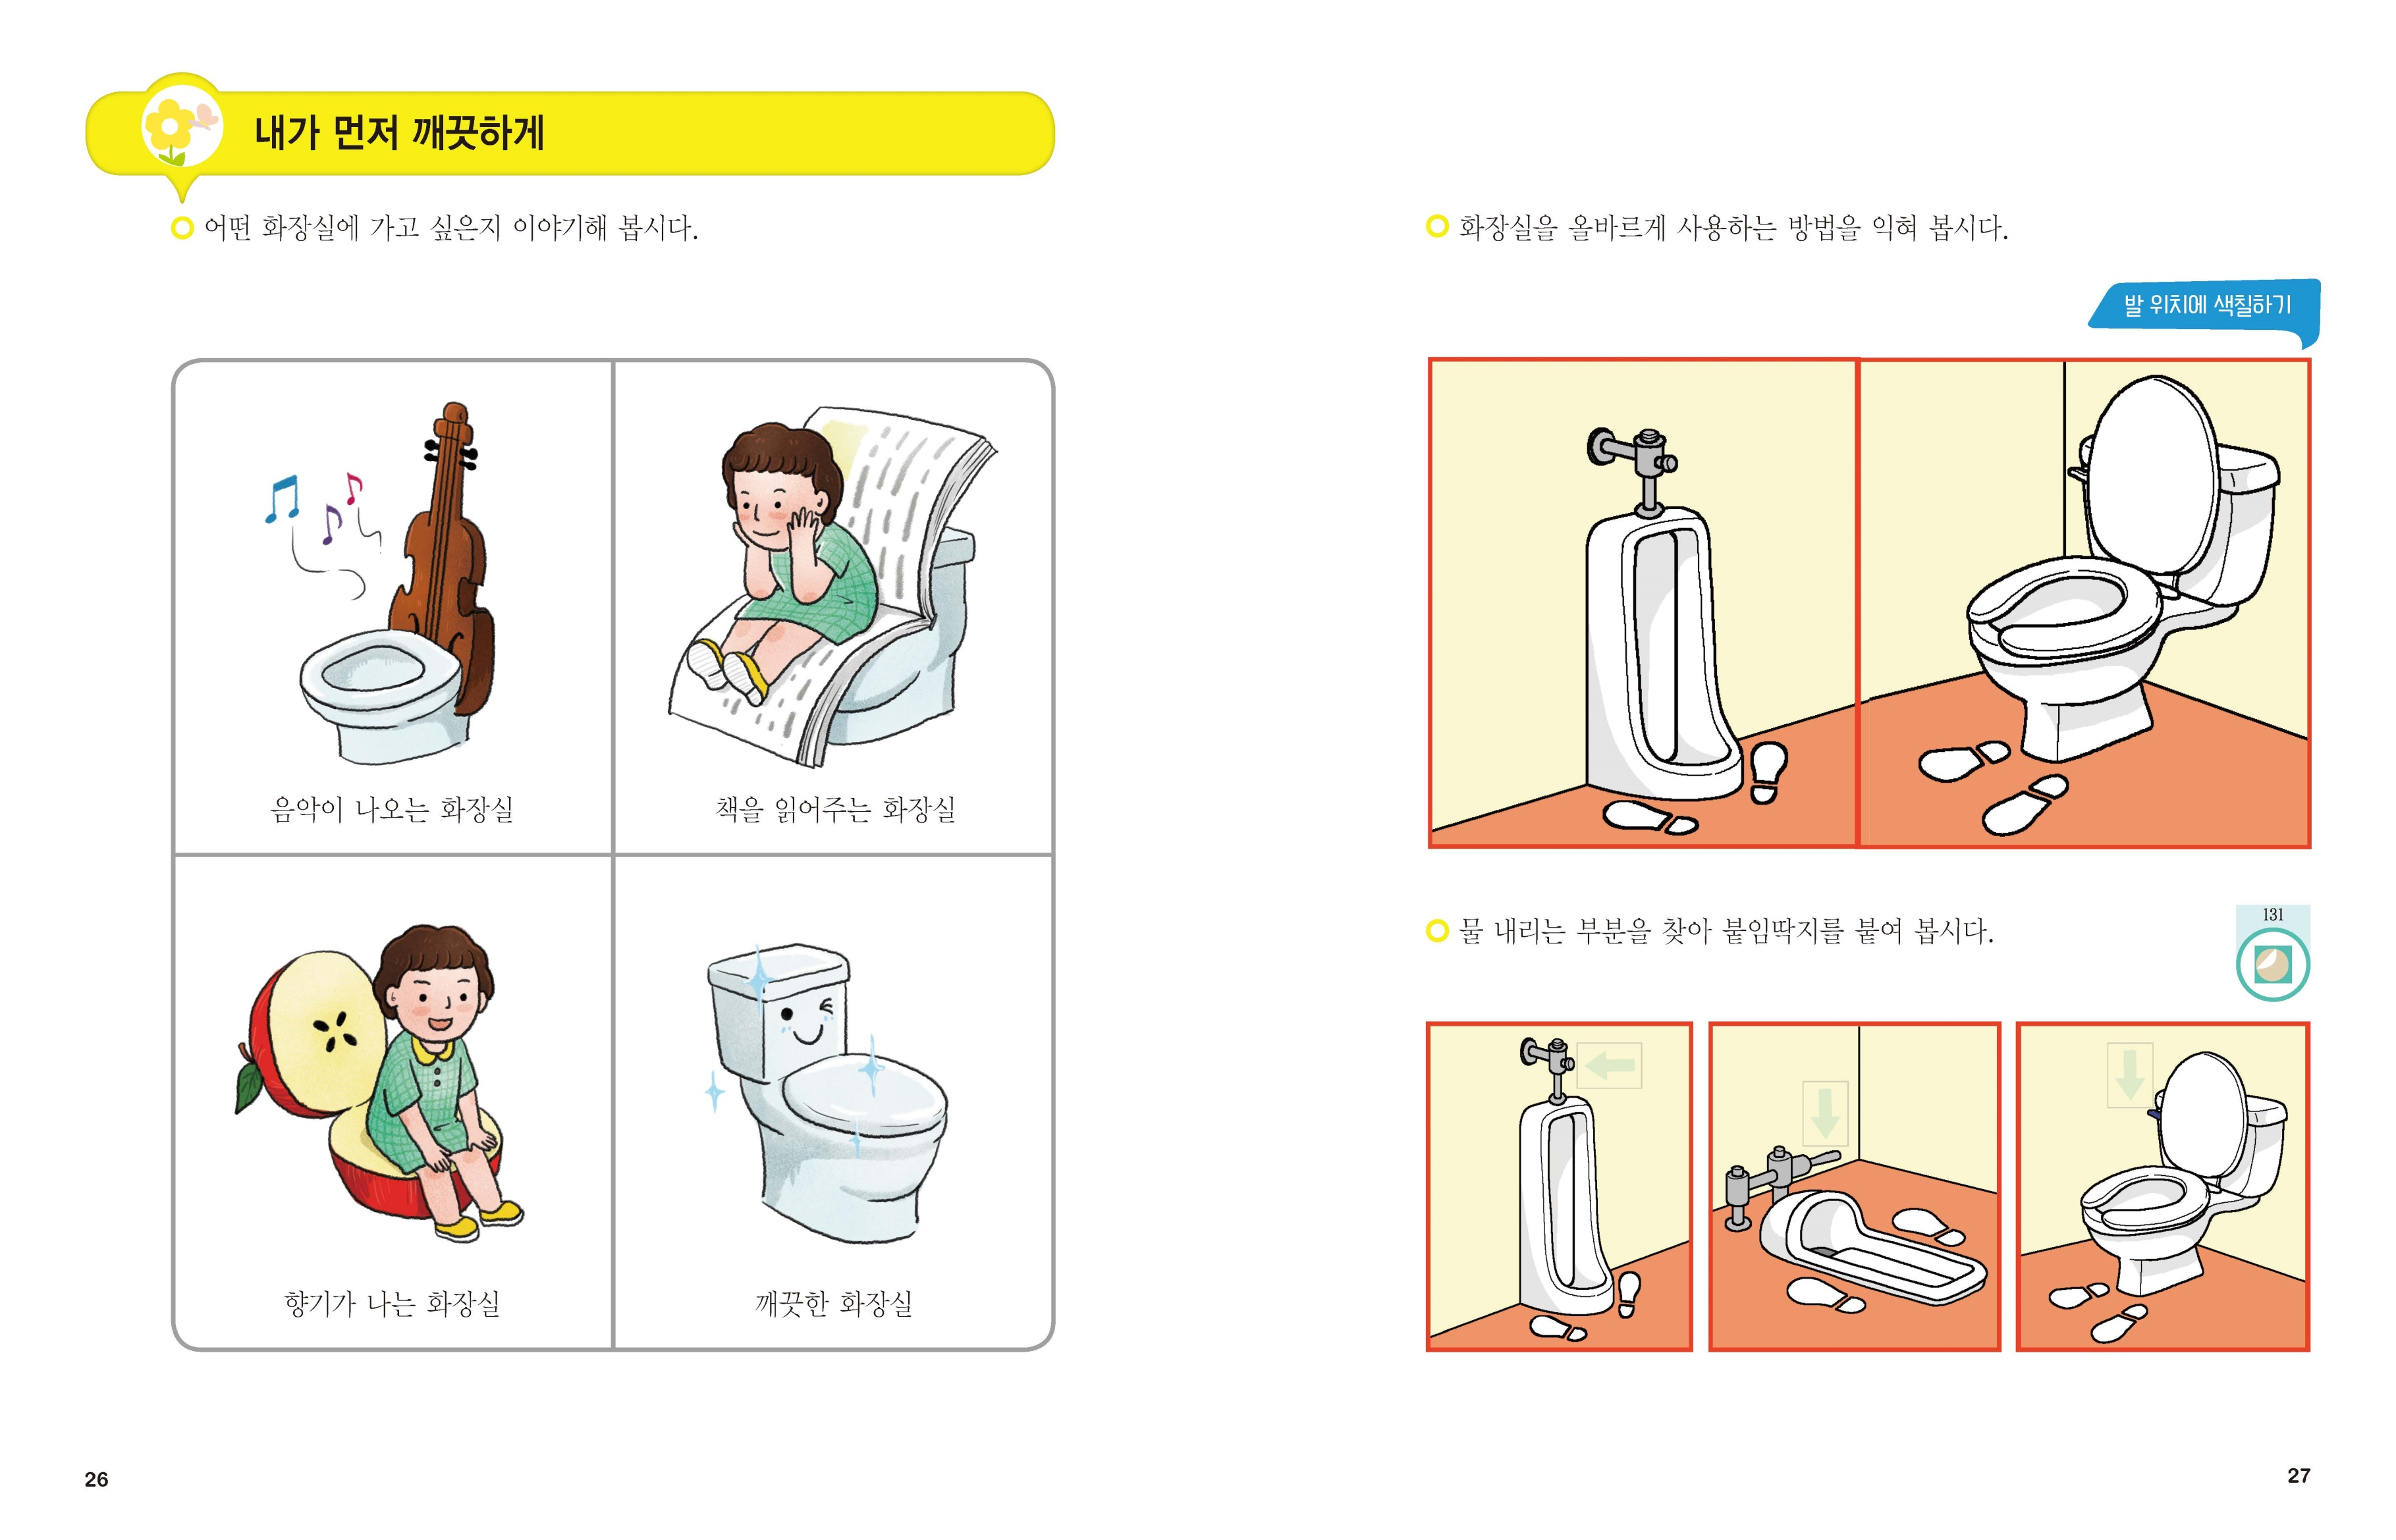 내가 먼저 깨끗하게
어떤 화장실에 가고 싶은지 이야기해 봅시다.
음악이 나오는 화장실
책을 읽어주는 화장실
향기가 나는 화장실
깨끗한 화장실
26
화장실을 올바르게 사용하는 방법을 익혀 봅시다.
발 위치에 색칠하기
물 내리는 부분을 찾아 붙임딱지를 붙여 봅시다.
131
27